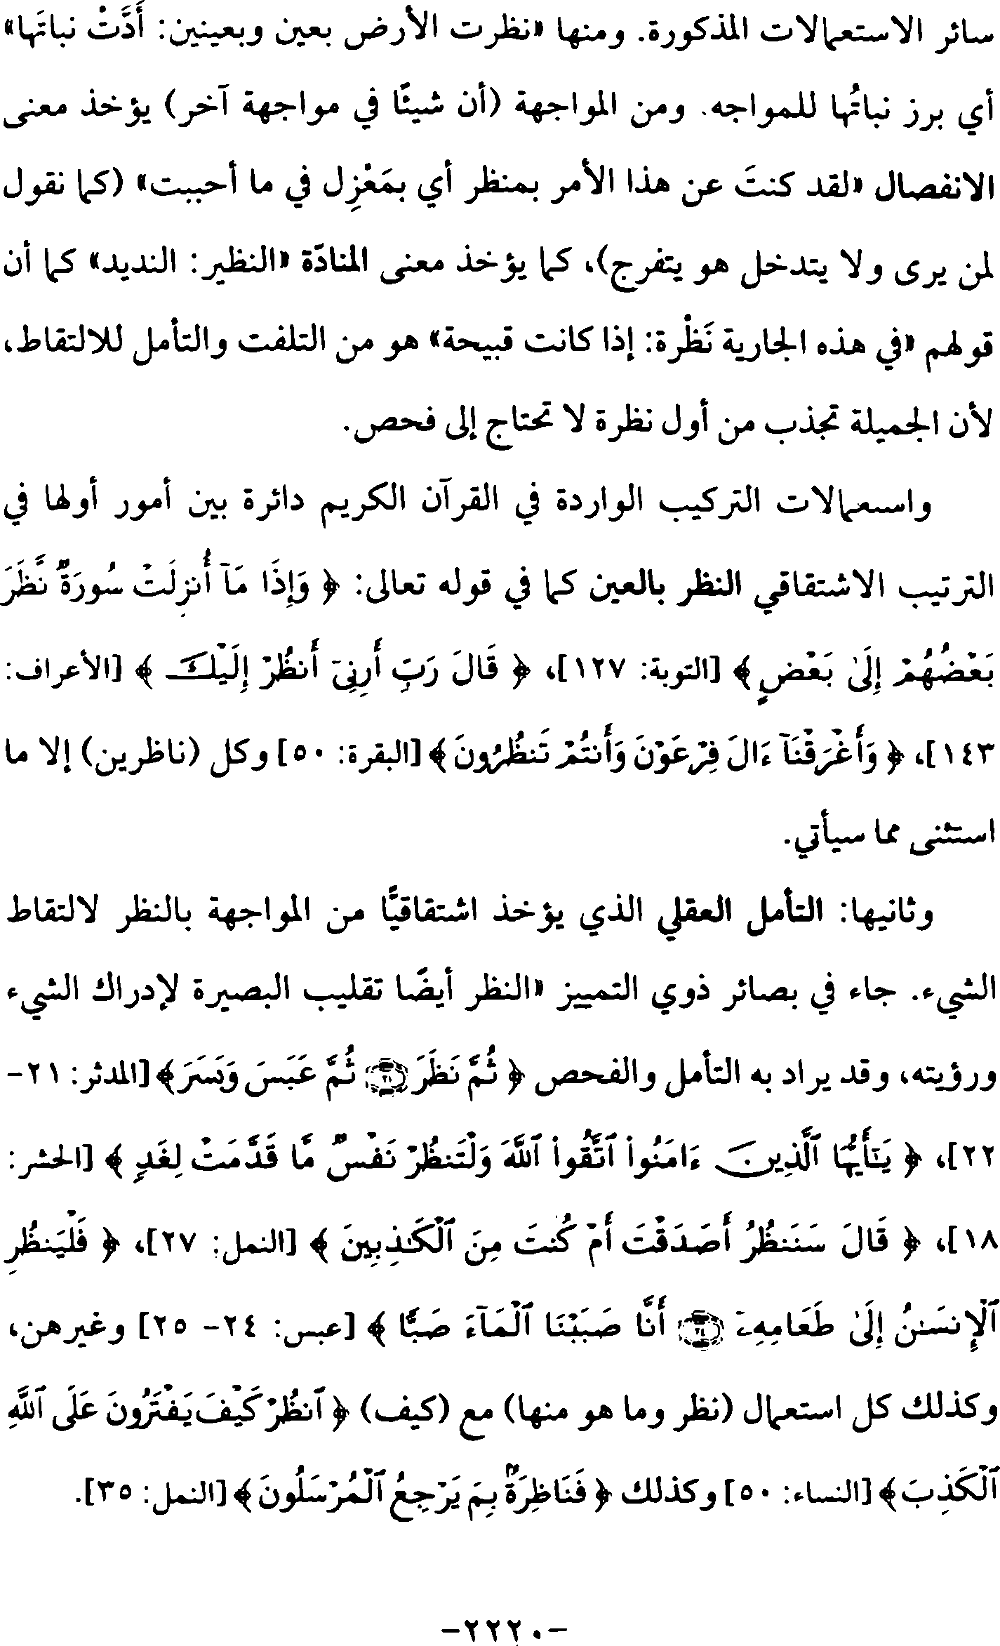 سائر الاستعمالات المذكورة. ومنها «نظرت الأرض بعين وبعينين: أَدَّتْ نباتَها»
أي برز نباتُها للمواجه. ومن المواجهة (أن شيئًا في مواجهة آخر) يؤخذ معنى
الانفصال «لقد كنتَ عن هذا الأمر بمنظر أي بمَعْزِل في ما أحببت» (كما نقول
لمن يرى ولا يتدخل هو يتفرج)، كما يؤخذ معنى المنادّة «النظير: النديد» كما أن
قولهم «في هذه الجارية نَظْرة: إذا كانت قبيحة» هو من التلفت والتأمل للالتقاط،
لأن الجميلة تجذب من أول نظرة لا تحتاج إلى فحص.
واستعمالات التركيب الواردة في القرآن الكريم دائرة بين أمور أولها في
الترتيب الاشتقاقي النظر بالعين كما في قوله تعالى: ﴿ وَإِذَا مَآ أُنزِلَتْ سُورَةٌ نَّظَرَ
بَعْضُهُمْ إِلَىٰ بَعْضٍ ﴾ [التوبة: ١٢٧]، ﴿ قَالَ رَبِّ أَرِنِىٓ أَنظُرْ إِلَيْكَ ﴾ [الأعراف:
١٤٣]، ﴿ وَأَغْرَقْنَآ ءَالَ فِرْعَوْنَ وَأَنتُمْ تَنظُرُونَ ﴾ [البقرة: ٥٠] وكل (ناظرين) إلا ما
استثنى مما سيأتي.
وثانيها: التأمل العقلي الذي يؤخذ اشتقاقيًّا من المواجهة بالنظر لالتقاط
الشيء. جاء في بصائر ذوي التمييز «النظر أيضًا تقليب البصيرة لإدراك الشيء
ورؤيته، وقد يراد به التأمل والفحص ﴿ ثُمَّ نَظَرَ ۝٢١ ثُمَّ عَبَسَ وَبَسَرَ ﴾ [المدثر: ٢١-
٢٢]، ﴿ يَـٰٓأَيُّهَا ٱلَّذِينَ ءَامَنُوا۟ ٱتَّقُوا۟ ٱللَّهَ وَلْتَنظُرْ نَفْسٌ مَّا قَدَّمَتْ لِغَدٍ ﴾ [الحشر:
١٨]، ﴿ قَالَ سَنَنظُرُ أَصَدَقْتَ أَمْ كُنتَ مِنَ ٱلْكَـٰذِبِينَ ﴾ [النمل: ٢٧]، ﴿ فَلْيَنظُرِ
ٱلْإِنسَـٰنُ إِلَىٰ طَعَامِهِۦٓ ۝٢٤ أَنَّا صَبَبْنَا ٱلْمَآءَ صَبًّا ﴾ [عبس: ٢٤- ٢٥] وغيرهن،
وكذلك كل استعمال (نظر وما هو منها) مع (كيف) ﴿ ٱنظُرْ كَيْفَ يَفْتَرُونَ عَلَى ٱللَّهِ
ٱلْكَذِبَ ﴾ [النساء: ٥٠] وكذلك ﴿ فَنَاظِرَةٌۢ بِمَ يَرْجِعُ ٱلْمُرْسَلُونَ ﴾ [النمل: ٣٥].
-٢٢٢٠-